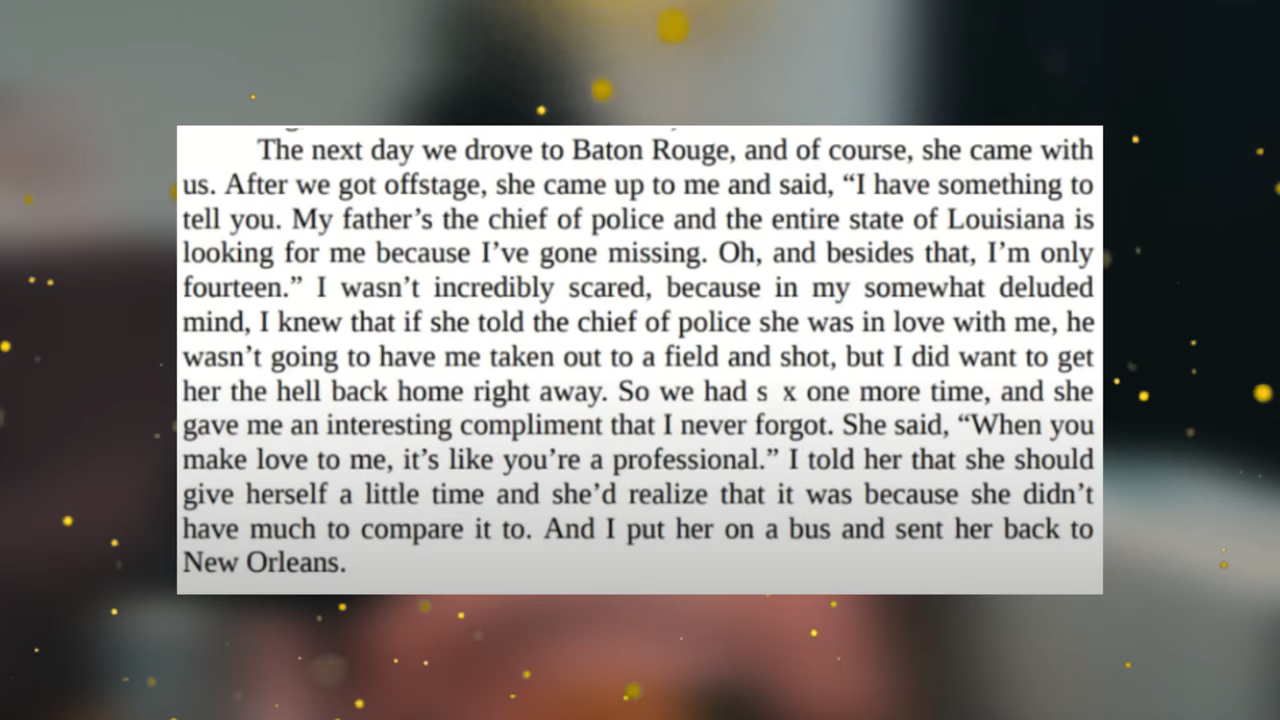 The next day we drove to Baton Rouge, and of course, she came with
us. After we got offstage, she came up to me and said, “I have something to
tell you. My father’s the chief of police and the entire state of Louisiana is
looking for me because I’ve gone missing. Oh, and besides that, I’m only
fourteen.” I wasn’t incredibly scared, because in my somewhat deluded
mind, I knew that if she told the chief of police she was in love with me, he
wasn’t going to have me taken out to a field and shot, but I did want to get
her the hell back home right away. So we had s x one more time, and she
gave me an interesting compliment that I never forgot. She said, “When you
make love to me, it’s like you’re a professional.” I told her that she should
give herself a little time and she’d realize that it was because she didn’t
have much to compare it to. And I put her on a bus and sent her back to
New Orleans.